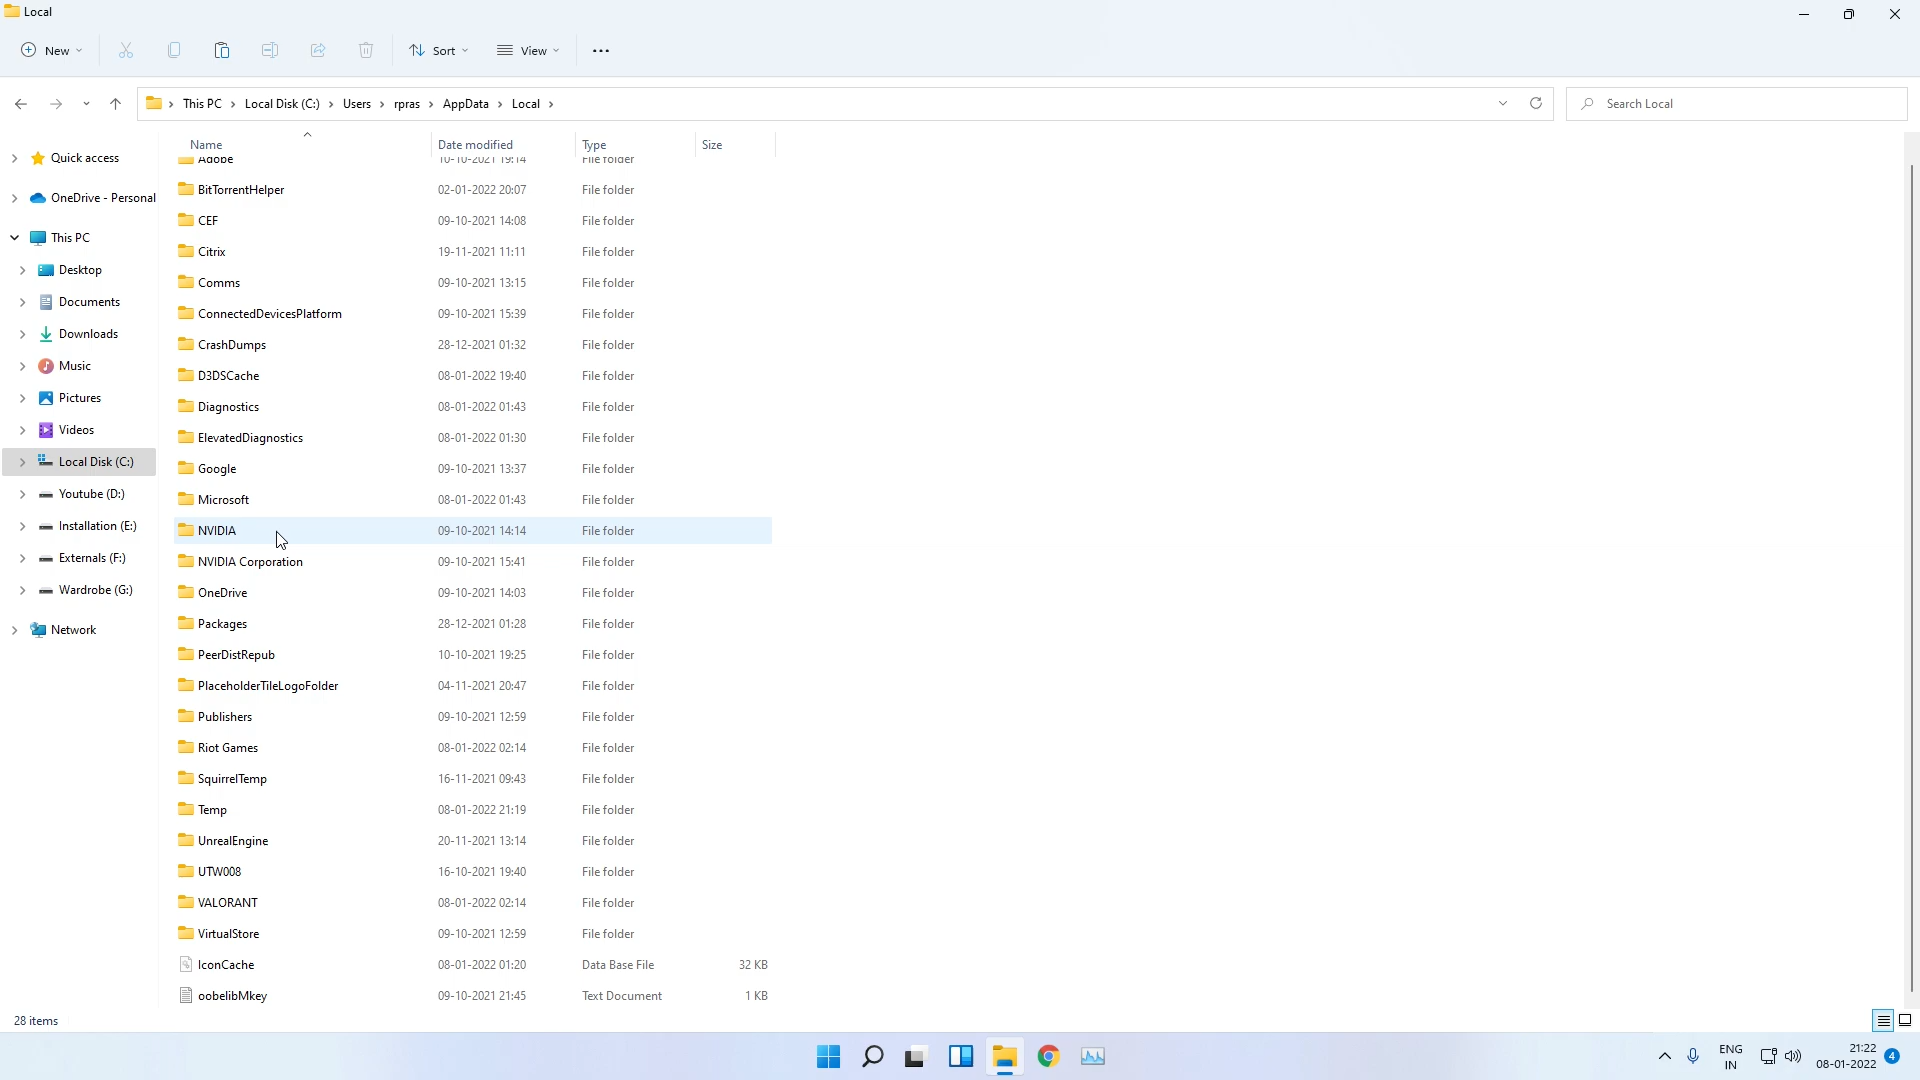 Local
New Sort View
This PC Local Disk (C:) Users rpras AppData Local
Search Local
Name Date modified Type Size
Quick access
OneDrive - Personal
This PC
Desktop
Documents
Downloads
Music
Pictures
Videos
Local Disk (C:)
Youtube (D:)
Installation (E:)
Externals (F:)
Wardrobe (G:)
Network
Adobe 10-10-2021 19:14 File folder
BitTorrentHelper 02-01-2022 20:07 File folder
CEF 09-10-2021 14:08 File folder
Citrix 19-11-2021 11:11 File folder
Comms 09-10-2021 13:15 File folder
ConnectedDevicesPlatform 09-10-2021 15:39 File folder
CrashDumps 28-12-2021 01:32 File folder
D3DSCache 08-01-2022 19:40 File folder
Diagnostics 08-01-2022 01:43 File folder
ElevatedDiagnostics 08-01-2022 01:30 File folder
Google 09-10-2021 13:37 File folder
Microsoft 08-01-2022 01:43 File folder
NVIDIA 09-10-2021 14:14 File folder
NVIDIA Corporation 09-10-2021 15:41 File folder
OneDrive 09-10-2021 14:03 File folder
Packages 28-12-2021 01:28 File folder
PeerDistRepub 10-10-2021 19:25 File folder
PlaceholderTileLogoFolder 04-11-2021 20:47 File folder
Publishers 09-10-2021 12:59 File folder
Riot Games 08-01-2022 02:14 File folder
SquirrelTemp 16-11-2021 09:43 File folder
Temp 08-01-2022 21:19 File folder
UnrealEngine 20-11-2021 13:14 File folder
UTW008 16-10-2021 19:40 File folder
VALORANT 08-01-2022 02:14 File folder
VirtualStore 09-10-2021 12:59 File folder
IconCache 08-01-2022 01:20 Data Base File 32 KB
oobelibMkey 09-10-2021 21:45 Text Document 1 KB
28 items
ENG
IN
21:22
08-01-2022
4